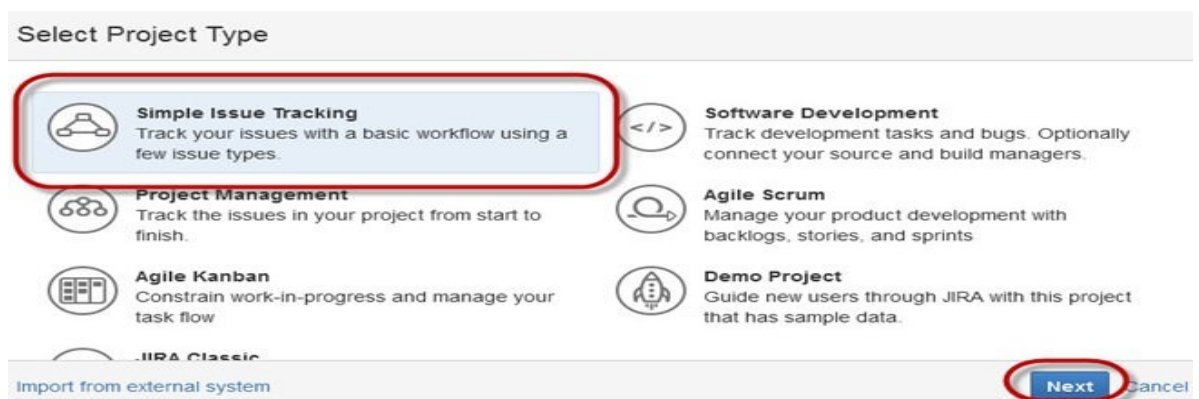 Select Project Type
Simple Issue Tracking
Track your issues with a basic workflow using a
few issue types.
Software Development
Track development tasks and bugs. Optionally
connect your source and build managers.
Project Management
Track the issues in your project from start to
finish.
Agile Scrum
Manage your product development with
backlogs, stories, and sprints
Agile Kanban
Constrain work-in-progress and manage your
task flow
Demo Project
Guide new users through JIRA with this project
that has sample data.
JIRA Classic
Import from external system
Next
Cancel